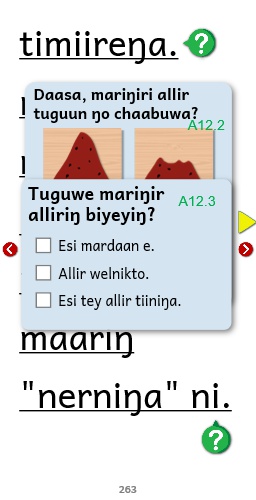 timiireŋa.
Daasa, mariŋiri allir
tuguun ŋo chaabuwa?
A12.2
Tuguwe mariŋir
alliriŋ biyeyiŋ?
A12.3
Esi mardaan e.
Allir welnikto.
Esi tey allir tiiniŋa.
maariŋ
"nerniŋa" ni.
263